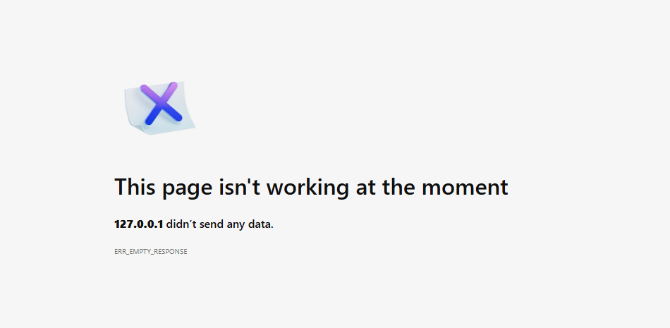 This page isn't working at the moment
127.0.0.1 didn't send any data.
ERR_EMPTY_RESPONSE